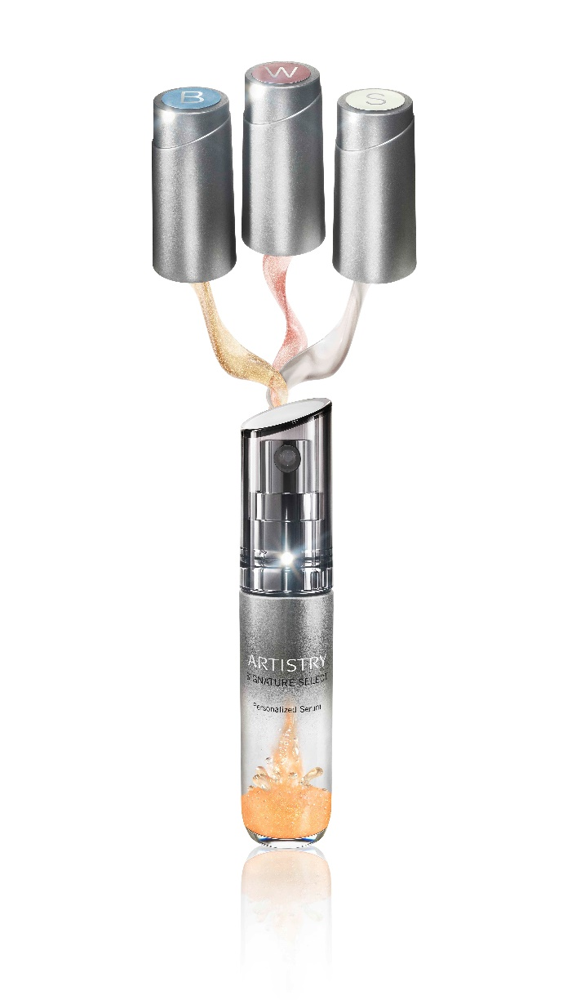 B
W
S
ARTISTRY
SIGNATURE SELECT
Personalized Serum